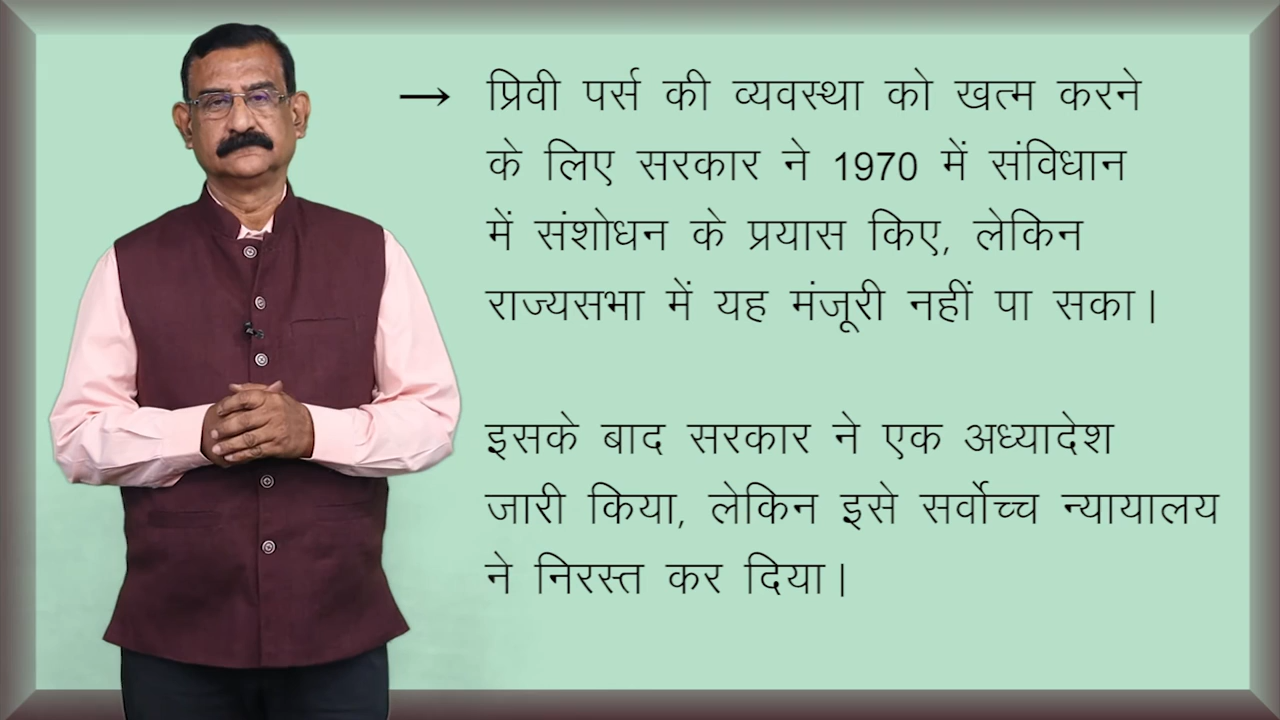 → प्रिवी पर्स की व्यवस्था को खत्म करने
के लिए सरकार ने 1970 में संविधान
में संशोधन के प्रयास किए, लेकिन
राज्यसभा में यह मंजूरी नहीं पा सका।
इसके बाद सरकार ने एक अध्यादेश
जारी किया, लेकिन इसे सर्वोच्च न्यायालय
ने निरस्त कर दिया।